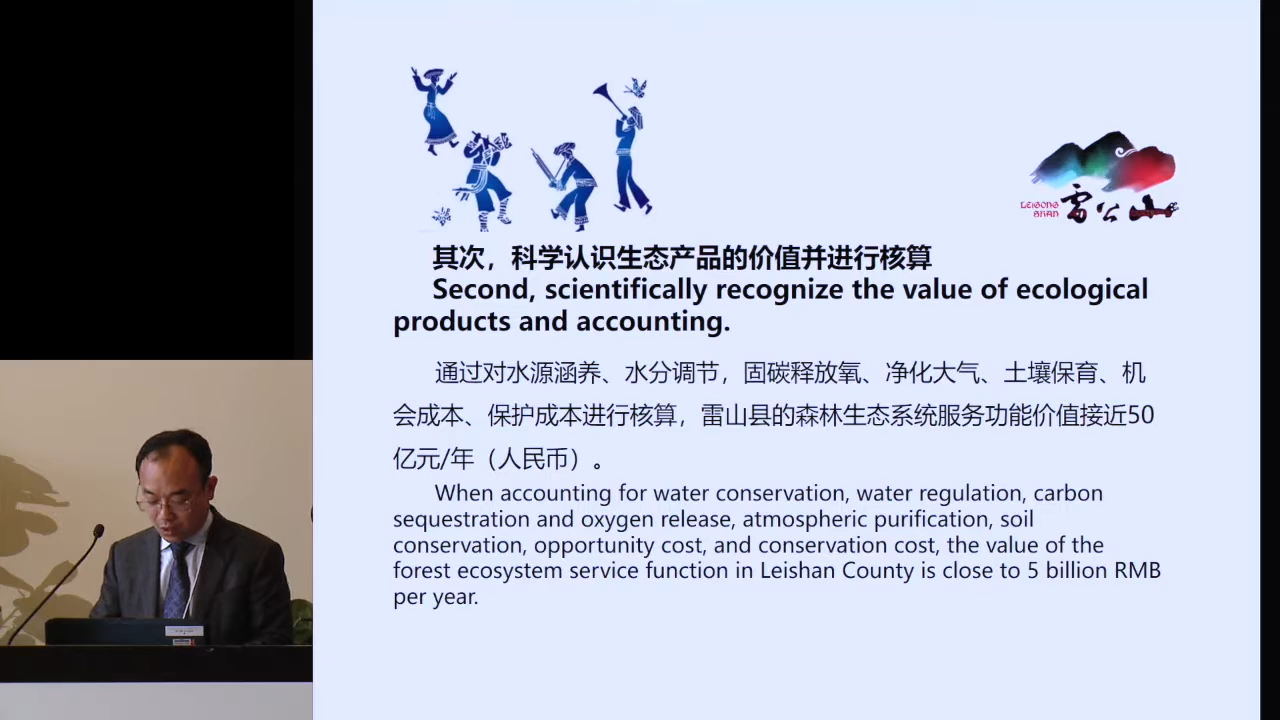 LEIGONG
SHAN
雷公山
其次，科学认识生态产品的价值并进行核算
Second, scientifically recognize the value of ecological
products and accounting.
通过对水源涵养、水分调节，固碳释放氧、净化大气、土壤保育、机
会成本、保护成本进行核算，雷山县的森林生态系统服务功能价值接近50
亿元/年（人民币）。
When accounting for water conservation, water regulation, carbon
sequestration and oxygen release, atmospheric purification, soil
conservation, opportunity cost, and conservation cost, the value of the
forest ecosystem service function in Leishan County is close to 5 billion RMB
per year.